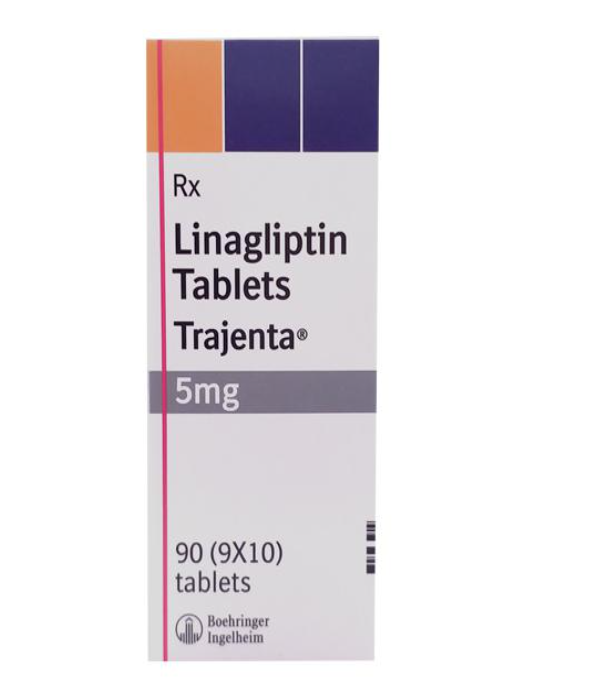 Rx
Linagliptin
Tablets
Trajenta®
5mg
90 (9X10)
tablets
Boehringer
Ingelheim